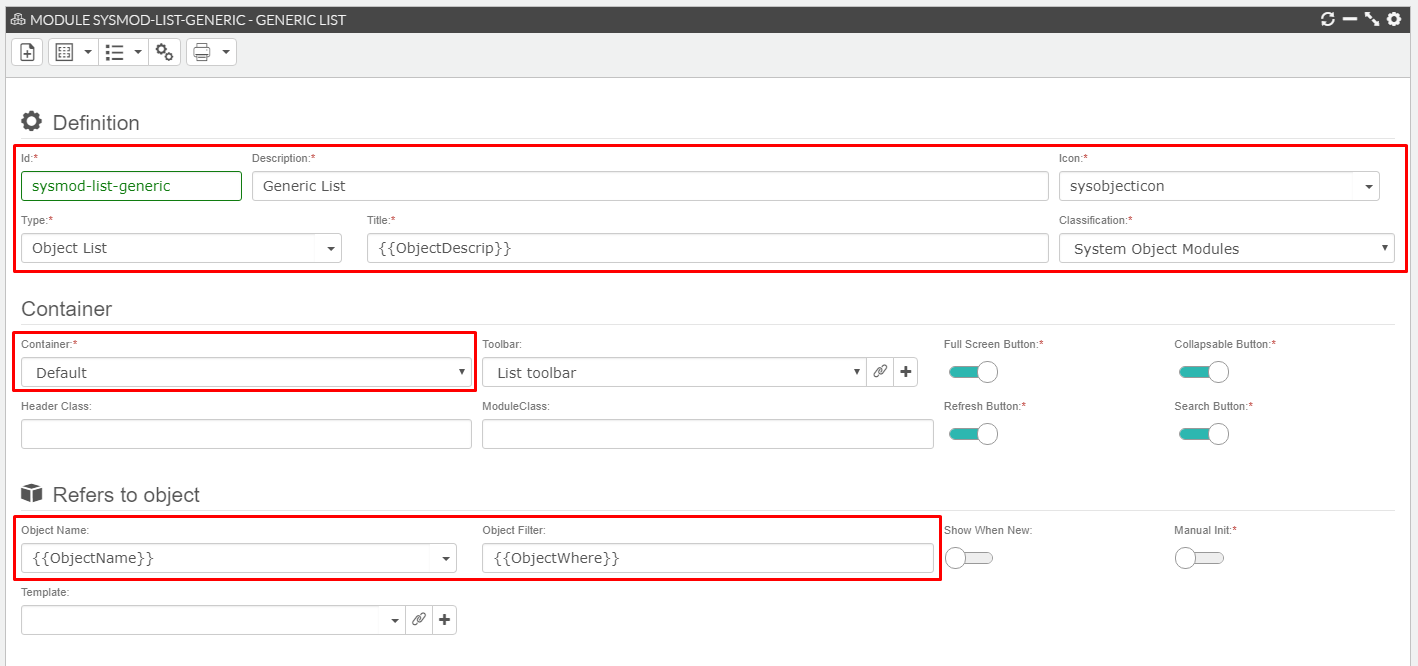 MODULE SYSMOD-LIST-GENERIC - GENERIC LIST
Definition
Id:* Description:* Icon:*
sysmod-list-generic Generic List sysobjecticon
Type:* Title:* Classification:*
Object List {{ObjectDescrip}} System Object Modules
Container
Container:* Toolbar: Full Screen Button:* Collapsable Button:*
Default List toolbar
Header Class: ModuleClass: Refresh Button:* Search Button:*
Refers to object
Object Name: Object Filter: Show When New: Manual Init:*
{{ObjectName}} {{ObjectWhere}}
Template: